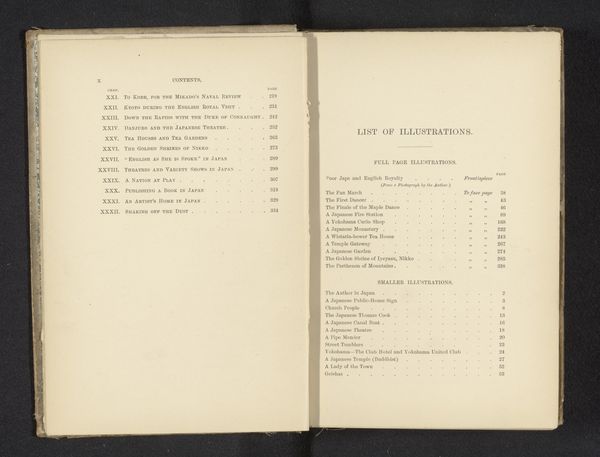 x CONTENTS.
CHAP. PAGE
XXI. To Kobe, for the Mikado's Naval Review . . 219
XXII. Kyoto during the English Royal Visit . . . 231
XXIII. Down the Rapids with the Duke of Connaught . 242
XXIV. Danjuro and the Japanese Theatre . . . . 252
XXV. Tea Houses and Tea Gardens . . . . . 263
XXVI. The Golden Shrines of Nikko . . . . . 273
XXVII. "English as She is Spoke" in Japan . . . 280
XXVIII. Theatres and Variety Shows in Japan . . . 299
XXIX. A Nation at Play . . . . . . . 307
XXX. Publishing a Book in Japan . . . . . 318
XXXI. An Artist's Home in Japan . . . . . 329
XXXII. Shaking off the Dust . . . . . . 334
LIST OF ILLUSTRATIONS.
FULL PAGE ILLUSTRATIONS.
PAGE
Poor Japs and English Royalty . . . . . Frontispiece
(From a Photograph by the Author.)
The Fan March . . . . . . . . To face page 38
The First Dancer . . . . . . . . „ „ 43
The Finale of the Maple Dance . . . . . „ „ 46
A Japanese Fire Station . . . . . . „ „ 89
A Yokohama Curio Shop . . . . . . „ „ 168
A Japanese Monastery . . . . . . . „ „ 232
A Wistaria-bower Tea House . . . . . „ „ 243
A Temple Gateway . . . . . . . „ „ 267
A Japanese Garden . . . . . . . „ „ 274
The Golden Shrine of Iyeyasu, Nikko . . . . „ „ 285
The Parthenon of Mountains . . . . . . „ „ 328
SMALLER ILLUSTRATIONS.
The Author in Japan . . . . . . . . 2
A Japanese Public-House Sign . . . . . . . 3
Church People . . . . . . . . . 8
The Japanese Thomas Cook . . . . . . . 13
A Japanese Canal Boat . . . . . . . . 16
A Japanese Theatre . . . . . . . . 18
A Pipe Mender . . . . . . . . . 20
Street Tumblers . . . . . . . . . 23
Yokohama—The Club Hotel and Yokohama United Club . . 24
A Japanese Temple (Buddhist) . . . . . . . 27
A Lady of the Town . . . . . . . . 52
Geishas . . . . . . . . . . 63